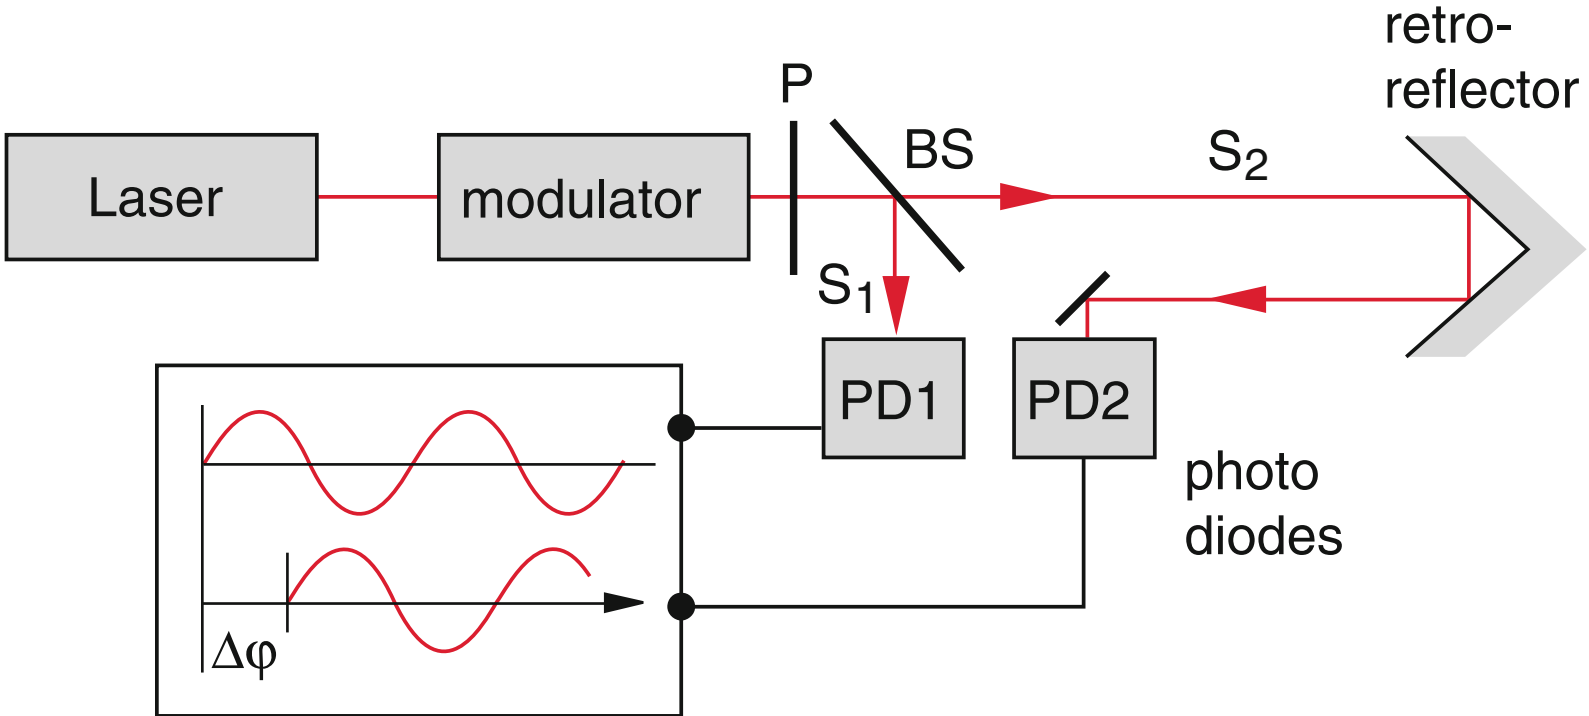 retro-
reflector
P
BS
S₂
Laser
modulator
S₁
PD1
PD2
photo
diodes
Δφ